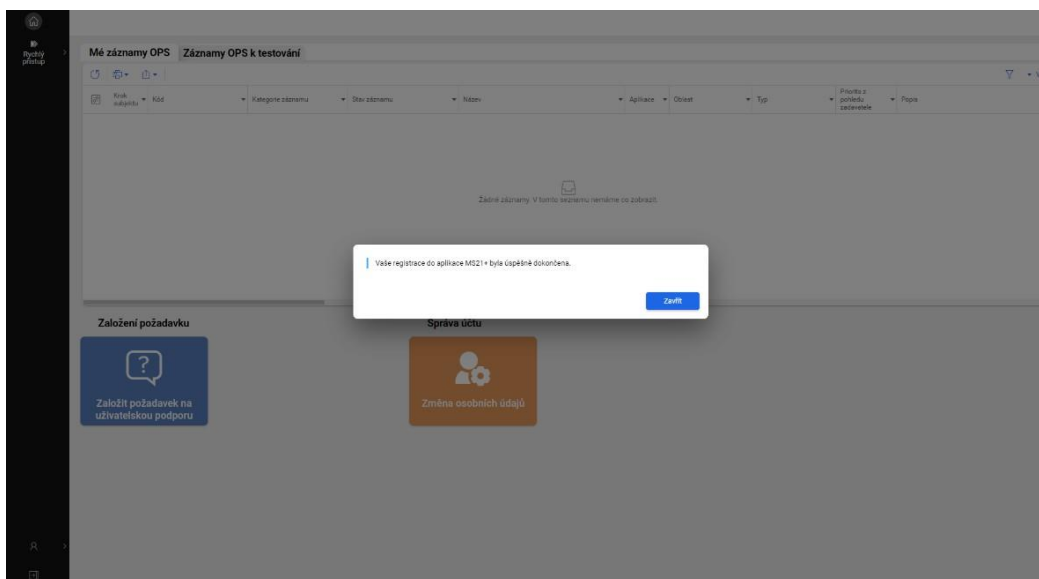 Rychlý
přístup
Mé záznamy OPS Záznamy OPS k testování
Krok
subjektu
Kód
Kategorie záznamu
Stav záznamu
Název
Aplikace
Oblast
Typ
Priorita z
pohledu
zadavatele
Popis
Žádné záznamy. V tomto seznamu nemáme co zobrazit.
Vaše registrace do aplikace MS21+ byla úspěšně dokončena.
Zavřít
Založení požadavku
Správa účtu
Založit požadavek na
uživatelskou podporu
Změna osobních údajů